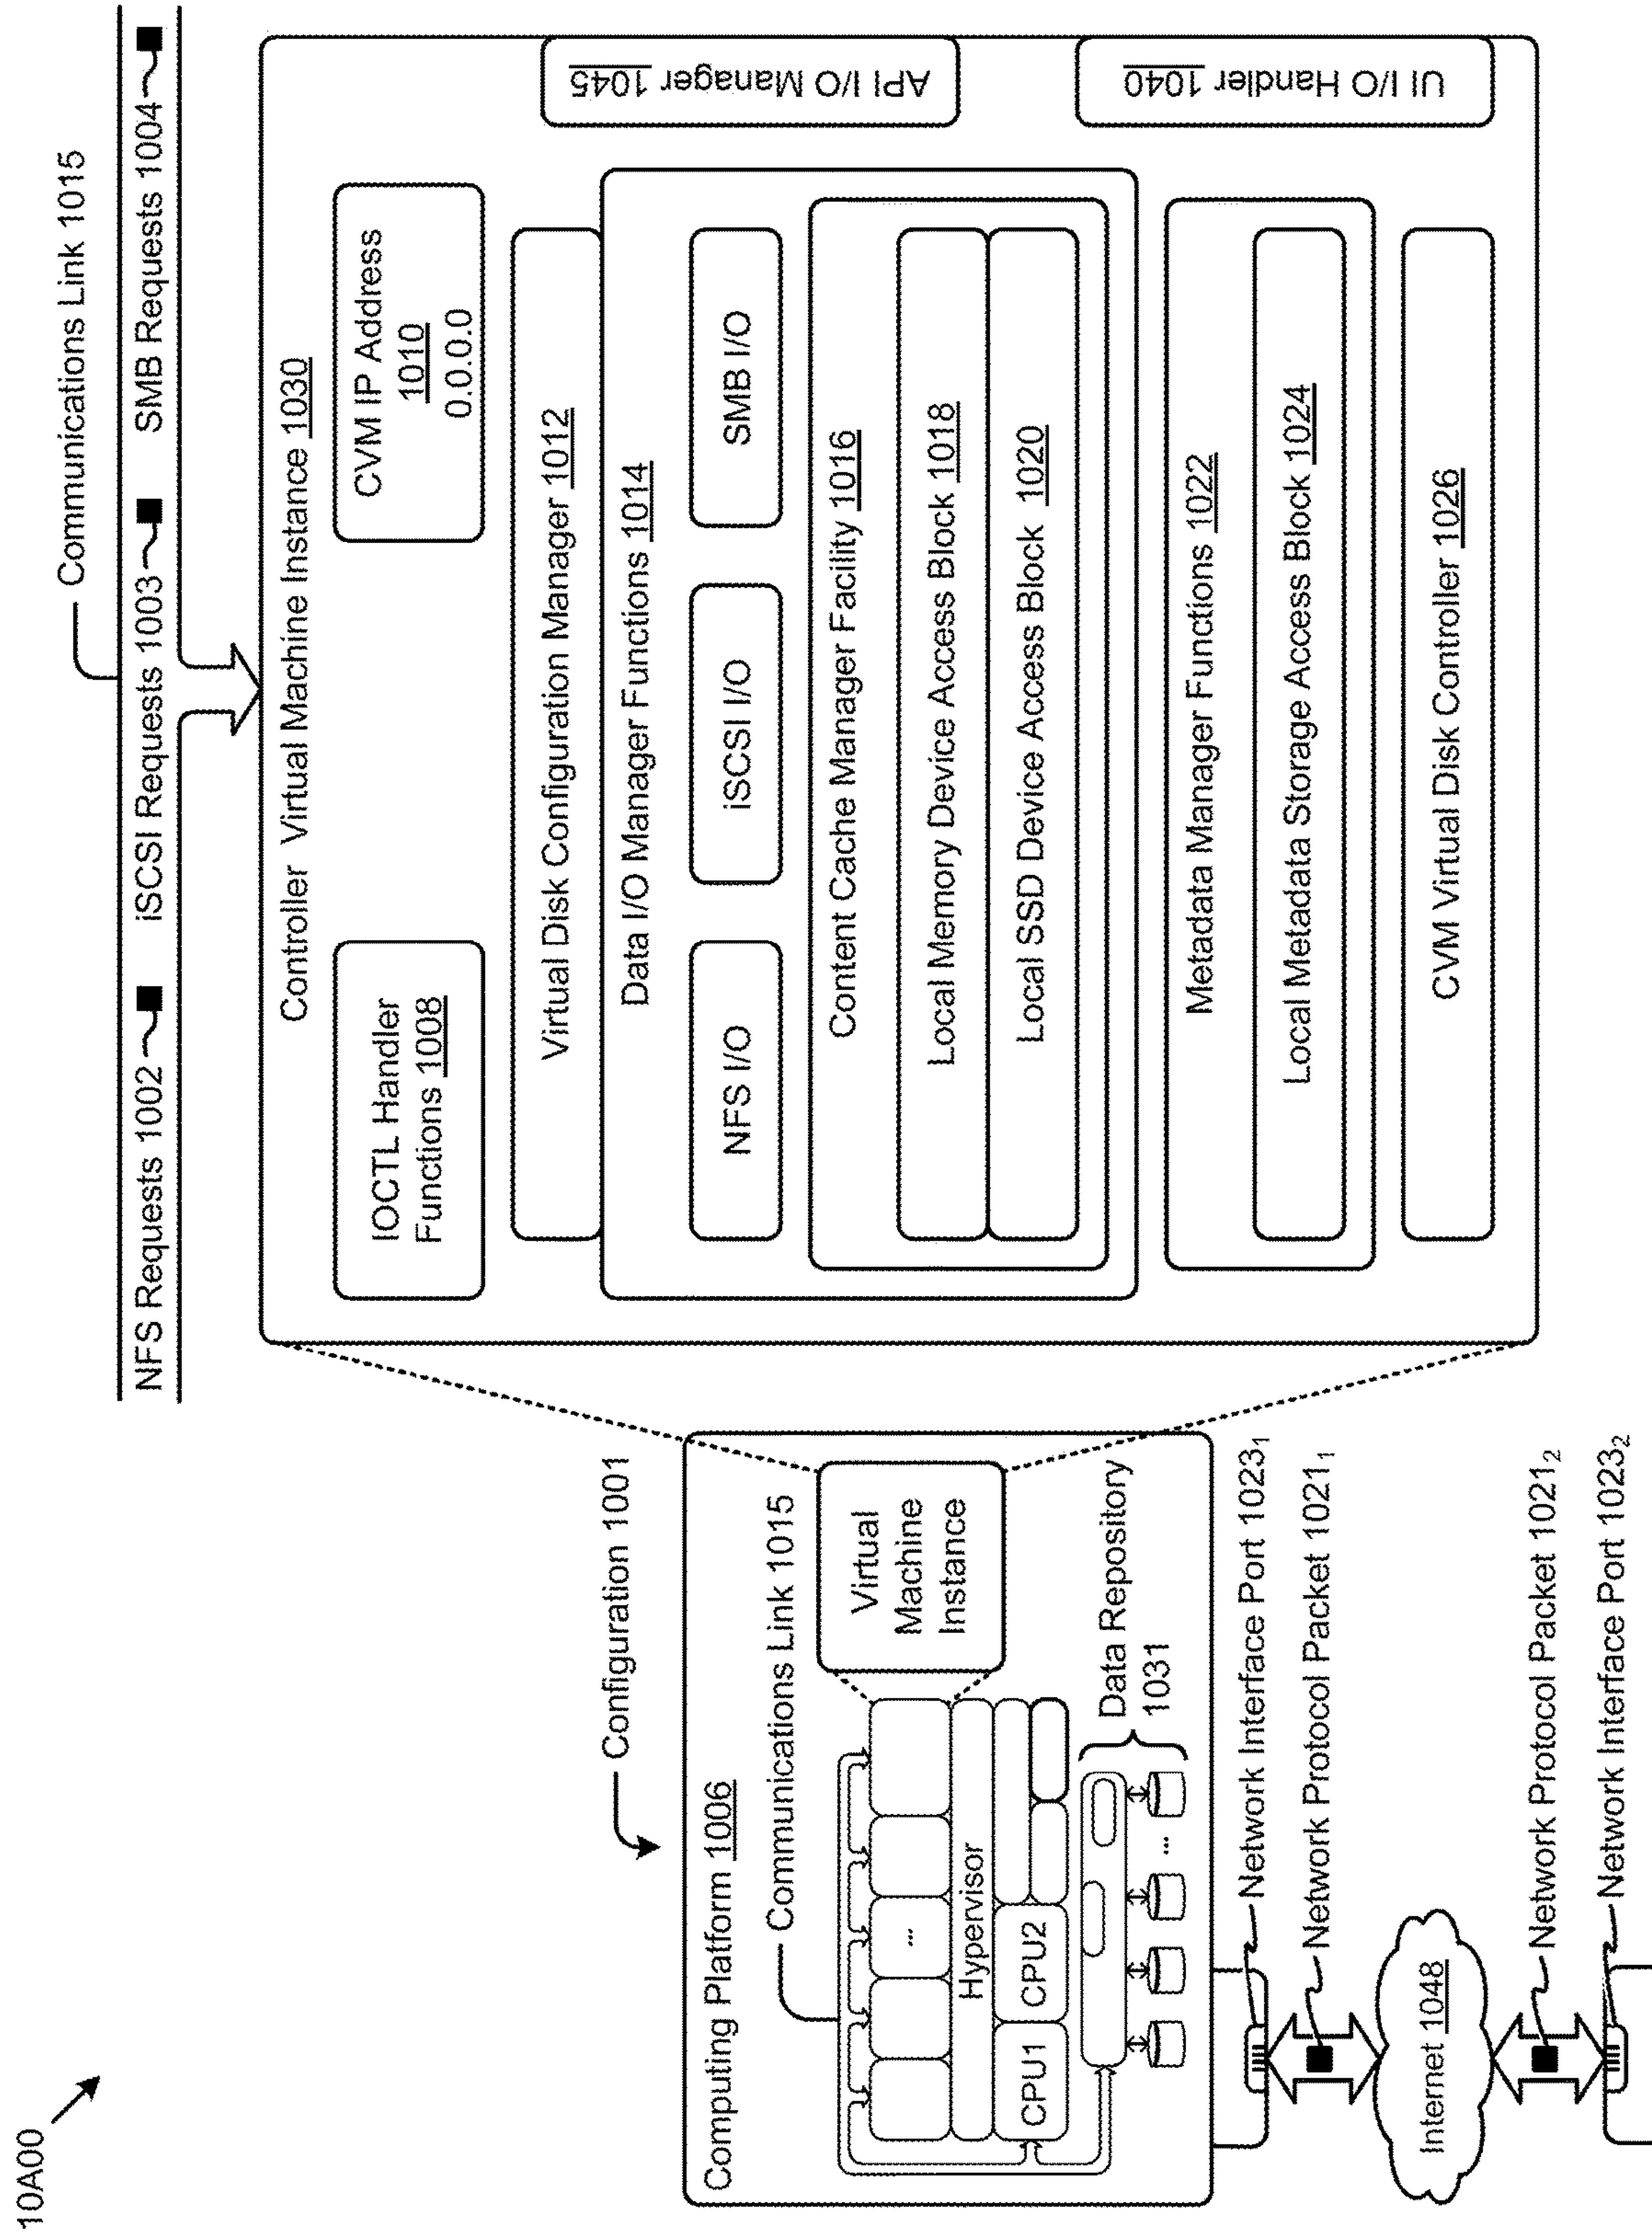 10A00
Communications Link 1015
NFS Requests 1002
iSCSI Requests 1003
SMB Requests 1004
Configuration 1001
Computing Platform 1006
Communications Link 1015
Hypervisor
...
CPU1
CPU2
Virtual
Machine
Instance
Data Repository
1031
...
Network Interface Port 1023₁
Network Protocol Packet 1021₁
Internet 1048
Network Protocol Packet 1021₂
Network Interface Port 1023₂
Controller Virtual Machine Instance 1030
IOCTL Handler
Functions 1008
CVM IP Address
1010
0.0.0.0
Virtual Disk Configuration Manager 1012
Data I/O Manager Functions 1014
NFS I/O
iSCSI I/O
SMB I/O
Content Cache Manager Facility 1016
Local Memory Device Access Block 1018
Local SSD Device Access Block 1020
Metadata Manager Functions 1022
Local Metadata Storage Access Block 1024
CVM Virtual Disk Controller 1026
API I/O Manager 1045
UI I/O Handler 1040